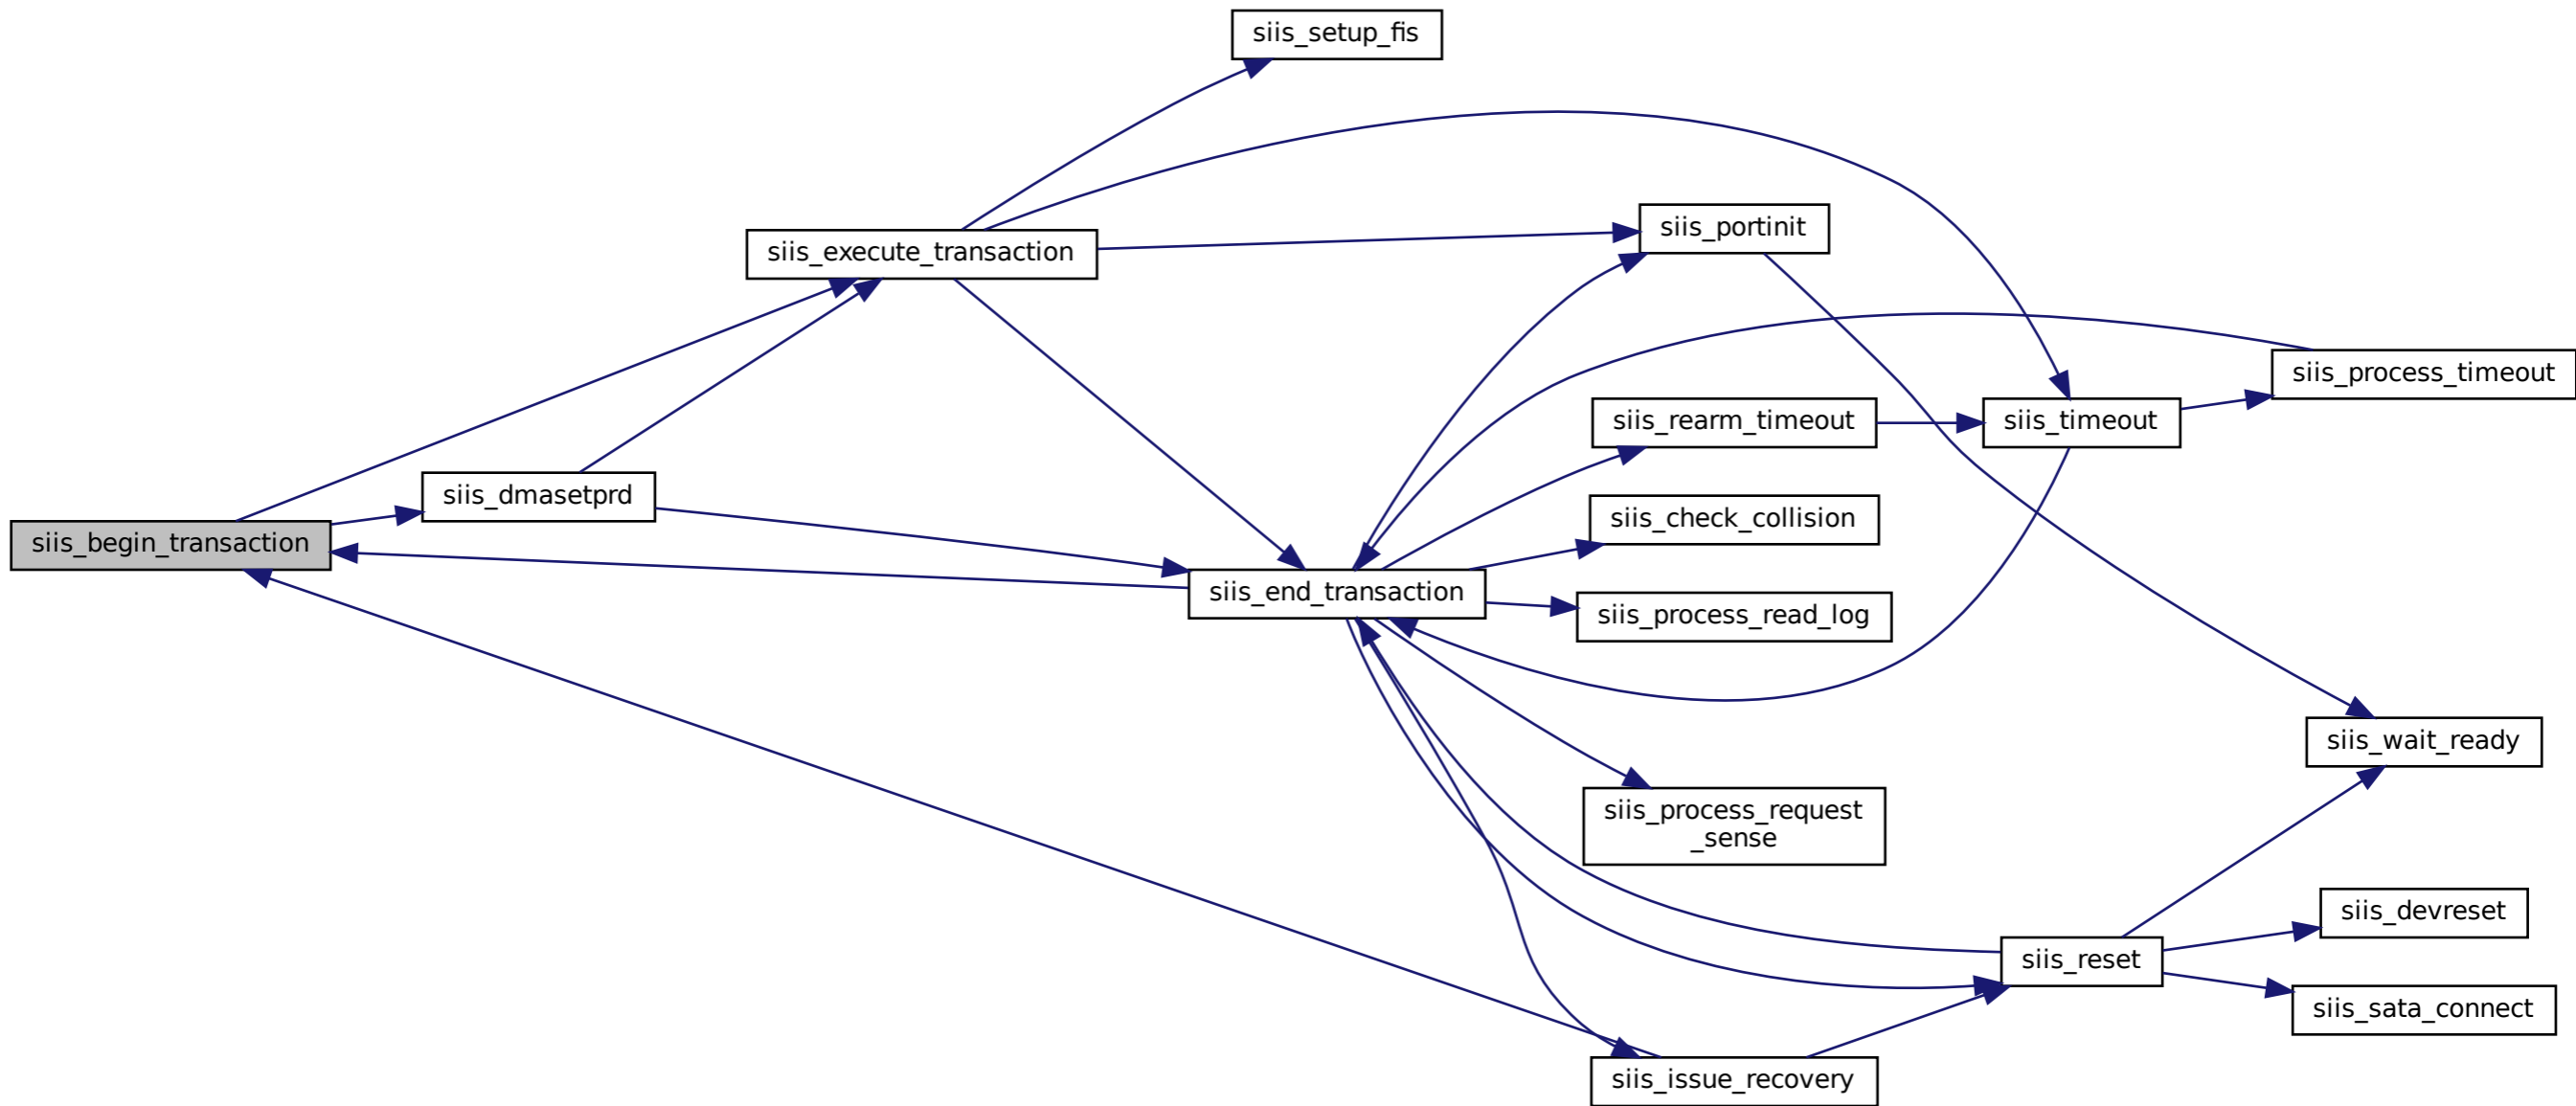 siis_setup_fis
siis_portinit
siis_execute_transaction
siis_process_timeout
siis_rearm_timeout
siis_timeout
siis_dmasetprd
siis_check_collision
siis_begin_transaction
siis_end_transaction
siis_process_read_log
siis_wait_ready
siis_process_request
_sense
siis_devreset
siis_reset
siis_sata_connect
siis_issue_recovery